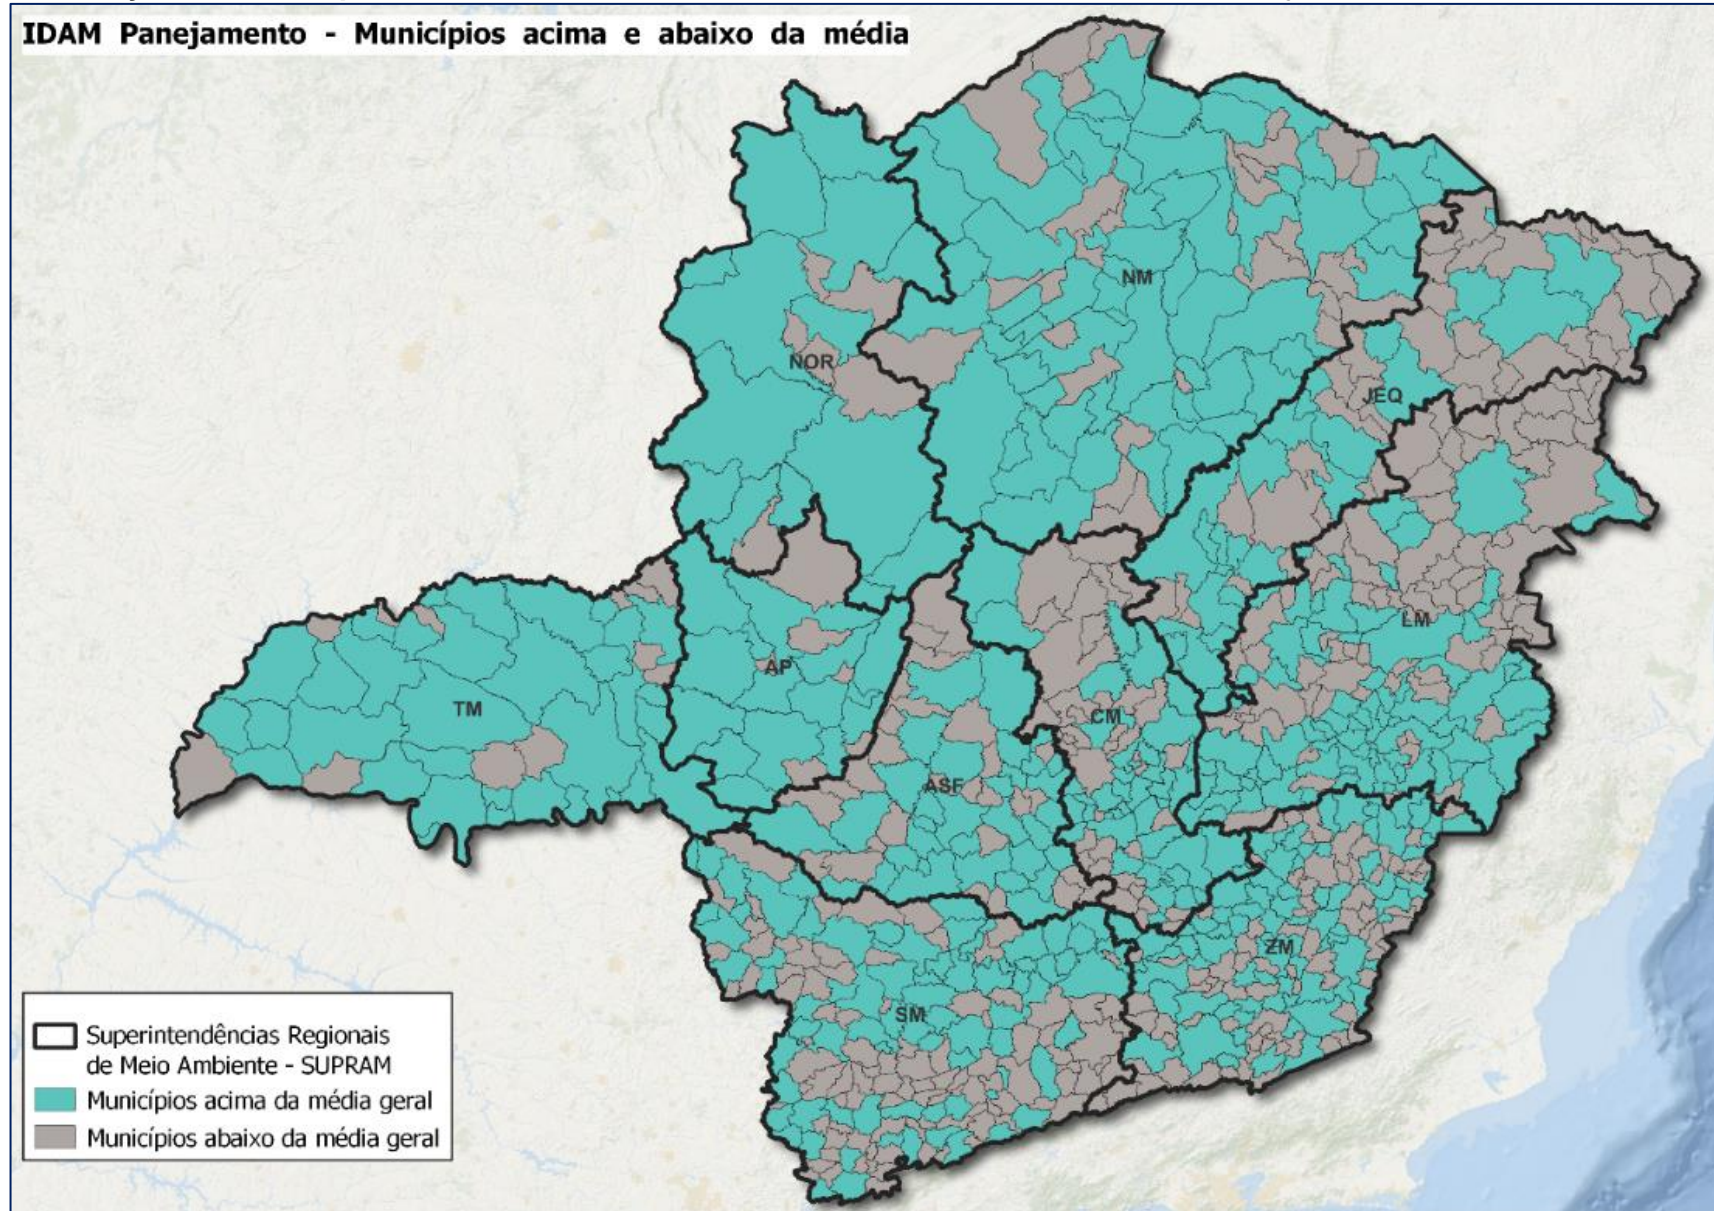 IDAM Panejamento - Municípios acima e abaixo da média
NM
NOR
JEQ
LM
AP
TM
CM
ASF
ZM
SM
Superintendências Regionais
de Meio Ambiente - SUPRAM
Municípios acima da média geral
Municípios abaixo da média geral